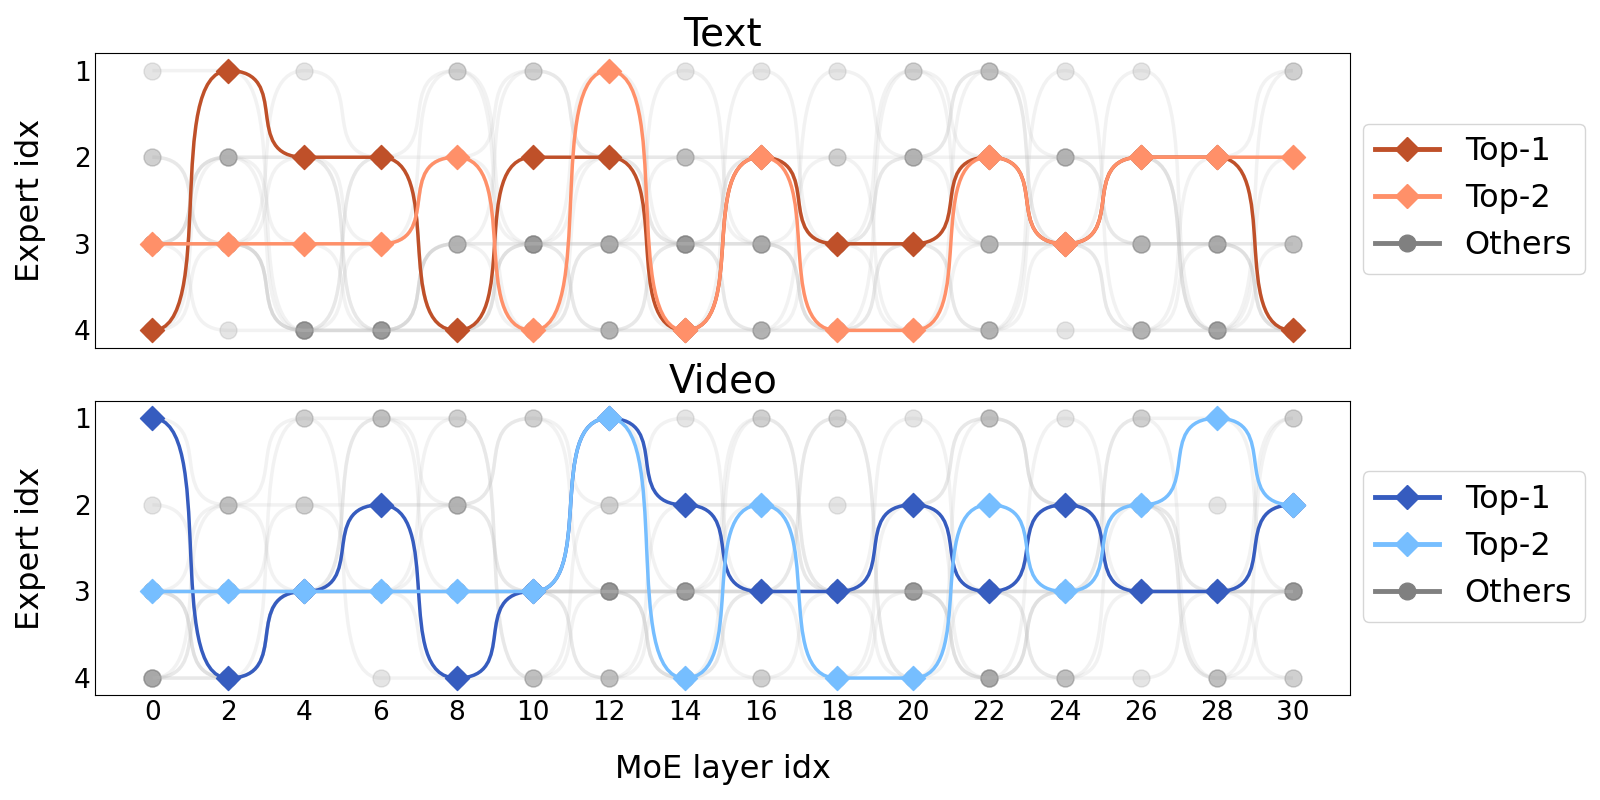 Text
Expert idx
1
2
3
4
Top-1
Top-2
Others
Video
Expert idx
1
2
3
4
Top-1
Top-2
Others
0 2 4 6 8 10 12 14 16 18 20 22 24 26 28 30
MoE layer idx